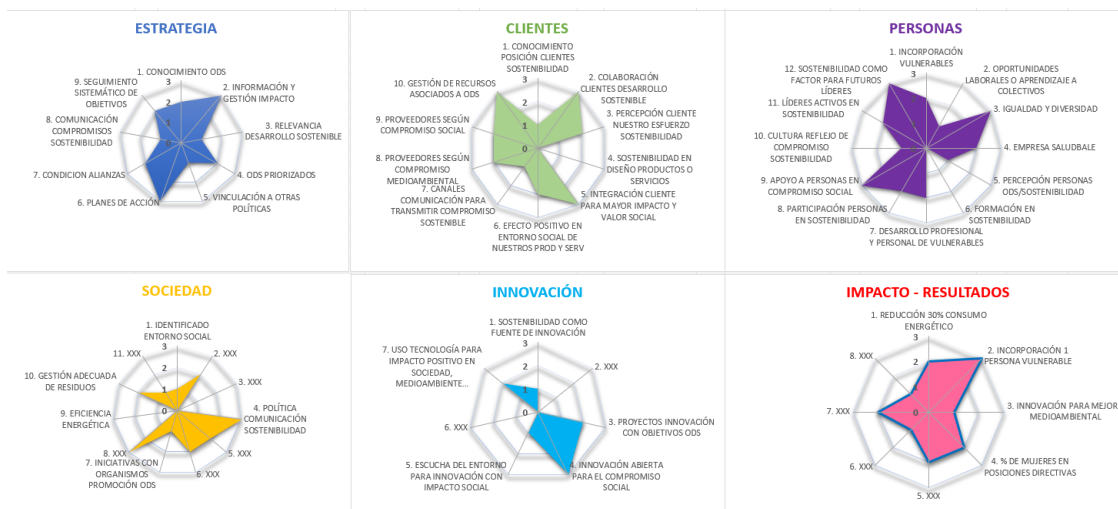 ESTRATEGIA
1. CONOCIMIENTO ODS
2. INFORMACIÓN Y
GESTIÓN IMPACTO
3. RELEVANCIA
DESARROLLO SOSTENIBLE
4. ODS PRIORIZADOS
5. VINCULACIÓN A OTRAS
POLÍTICAS
6. PLANES DE ACCIÓN
7. CONDICION ALIANZAS
8. COMUNICACIÓN
COMPROMISOS
SOSTENIBILIDAD
9. SEGUIMIENTO
SISTEMÁTICO DE
OBJETIVOS
3
2
1
0
CLIENTES
1. CONOCIMIENTO
POSICIÓN CLIENTES
SOSTENIBILIDAD
2. COLABORACIÓN
CLIENTES DESARROLLO
SOSTENIBLE
3. PERCEPCIÓN CLIENTE
NUESTRO ESFUERZO
SOSTENIBILIDAD
4. SOSTENIBILIDAD EN
DISEÑO PRODUCTOS O
SERVICIOS
5. INTEGRACIÓN CLIENTE
PARA MAYOR IMPACTO Y
VALOR SOCIAL
6. EFECTO POSITIVO EN
ENTORNO SOCIAL DE
NUESTROS PROD Y SERV
7. CANALES
COMUNICACIÓN PARA
TRANSMITIR COMPROMISO
SOSTENIBLE
8. PROVEEDORES SEGÚN
COMPROMISO
MEDIOAMBIENTAL
9. PROVEEDORES SEGÚN
COMPROMISO SOCIAL
10. GESTIÓN DE RECURSOS
ASOCIADOS A ODS
3
2
1
0
PERSONAS
1. INCORPORACIÓN
VULNERABLES
2. OPORTUNIDADES
LABORALES O APRENDIZAJE A
COLECTIVOS
3. IGUALDAD Y DIVERSIDAD
4. EMPRESA SALUDBALE
5. PERCEPCIÓN PERSONAS
ODS/SOSTENIBILIDAD
6. FORMACIÓN EN
SOSTENIBILIDAD
7. DESARROLLO PROFESIONAL
Y PERSONAL DE VULNERABLES
8. PARTICIPACIÓN PERSONAS
EN SOSTENIBILIDAD
9. APOYO A PERSONAS EN
COMPROMISO SOCIAL
10. CULTURA REFLEJO DE
COMPROMISO
SOSTENIBILIDAD
11. LÍDERES ACTIVOS EN
SOSTENIBILIDAD
12. SOSTENIBILIDAD COMO
FACTOR PARA FUTUROS
LÍDERES
3
2
1
0
SOCIEDAD
1. IDENTIFICADO
ENTORNO SOCIAL
2. XXX
3. XXX
4. POLÍTICA
COMUNICACIÓN
SOSTENIBILIDAD
5. XXX
6. XXX
7. INICIATIVAS CON
ORGANISMOS
PROMOCIÓN ODS
8. XXX
9. EFICIENCIA
ENERGÉTICA
10. GESTIÓN ADECUADA
DE RESIDUOS
11. XXX
3
2
1
0
INNOVACIÓN
1. SOSTENIBILIDAD COMO
FUENTE DE INNOVACIÓN
2. XXX
3. PROYECTOS INNOVACIÓN
CON OBJETIVOS ODS
4. INNOVACIÓN ABIERTA
PARA EL COMPROMISO
SOCIAL
5. ESCUCHA DEL ENTORNO
PARA INNOVACIÓN CON
IMPACTO SOCIAL
6. XXX
7. USO TECNOLOGÍA PARA
IMPACTO POSITIVO EN
SOCIEDAD,
MEDIOAMBIENTE...
3
2
1
0
IMPACTO - RESULTADOS
1. REDUCCIÓN 30% CONSUMO
ENERGÉTICO
2. INCORPORACIÓN 1
PERSONA VULNERABLE
3. INNOVACIÓN PARA MEJOR
MEDIOAMBIENTAL
4. % DE MUJERES EN
POSICIONES DIRECTIVAS
5. XXX
6. XXX
7. XXX
8. XXX
3
2
1
0